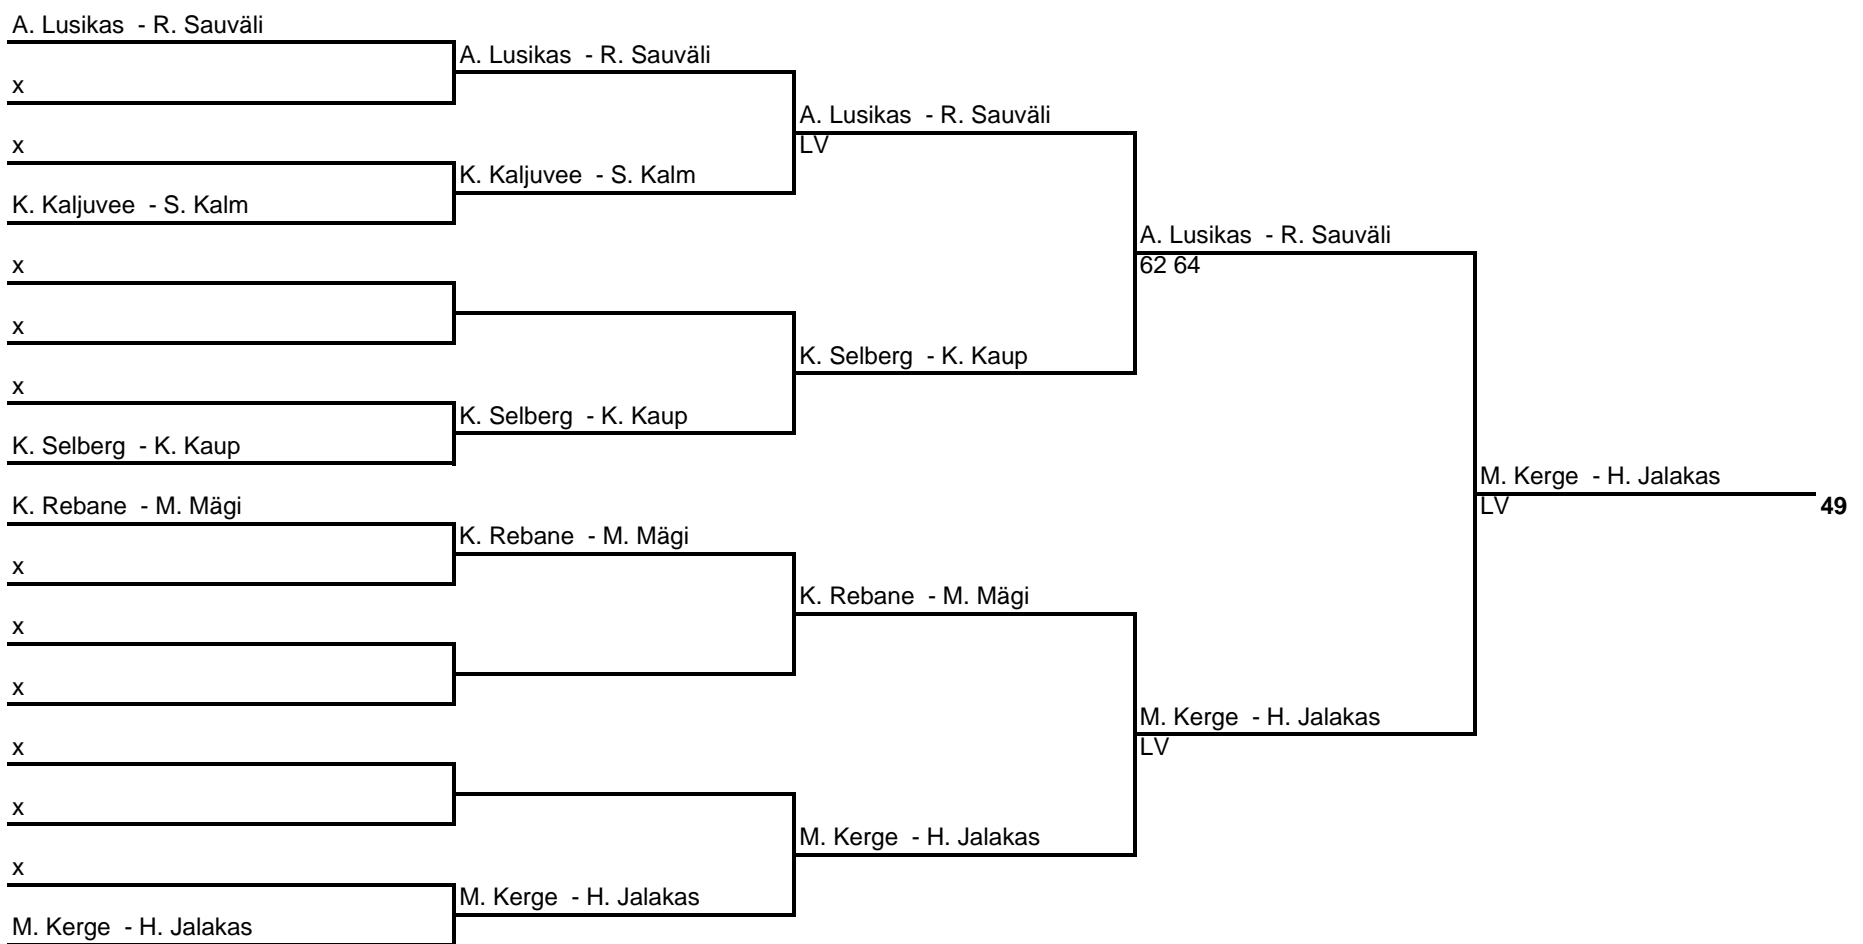 A. Lusikas - R. Sauväli
A. Lusikas - R. Sauväli
x
A. Lusikas - R. Sauväli
x
LV
K. Kaljuvee - S. Kalm
K. Kaljuvee - S. Kalm
A. Lusikas - R. Sauväli
x
62 64
x
K. Selberg - K. Kaup
x
K. Selberg - K. Kaup
K. Selberg - K. Kaup
M. Kerge - H. Jalakas
K. Rebane - M. Mägi
LV
49
K. Rebane - M. Mägi
x
K. Rebane - M. Mägi
x
x
M. Kerge - H. Jalakas
x
LV
x
M. Kerge - H. Jalakas
x
M. Kerge - H. Jalakas
M. Kerge - H. Jalakas